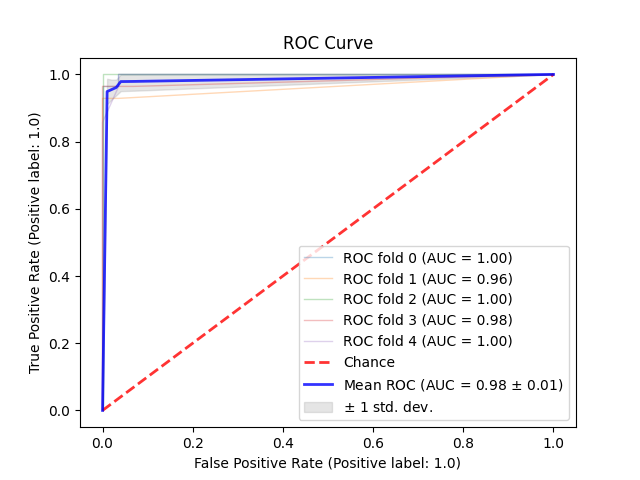 ROC Curve
1.0
0.8
0.6
0.4
0.2
0.0
True Positive Rate (Positive label: 1.0)
ROC fold 0 (AUC = 1.00)
ROC fold 1 (AUC = 0.96)
ROC fold 2 (AUC = 1.00)
ROC fold 3 (AUC = 0.98)
ROC fold 4 (AUC = 1.00)
Chance
Mean ROC (AUC = 0.98 ± 0.01)
± 1 std. dev.
0.0 0.2 0.4 0.6 0.8 1.0
False Positive Rate (Positive label: 1.0)